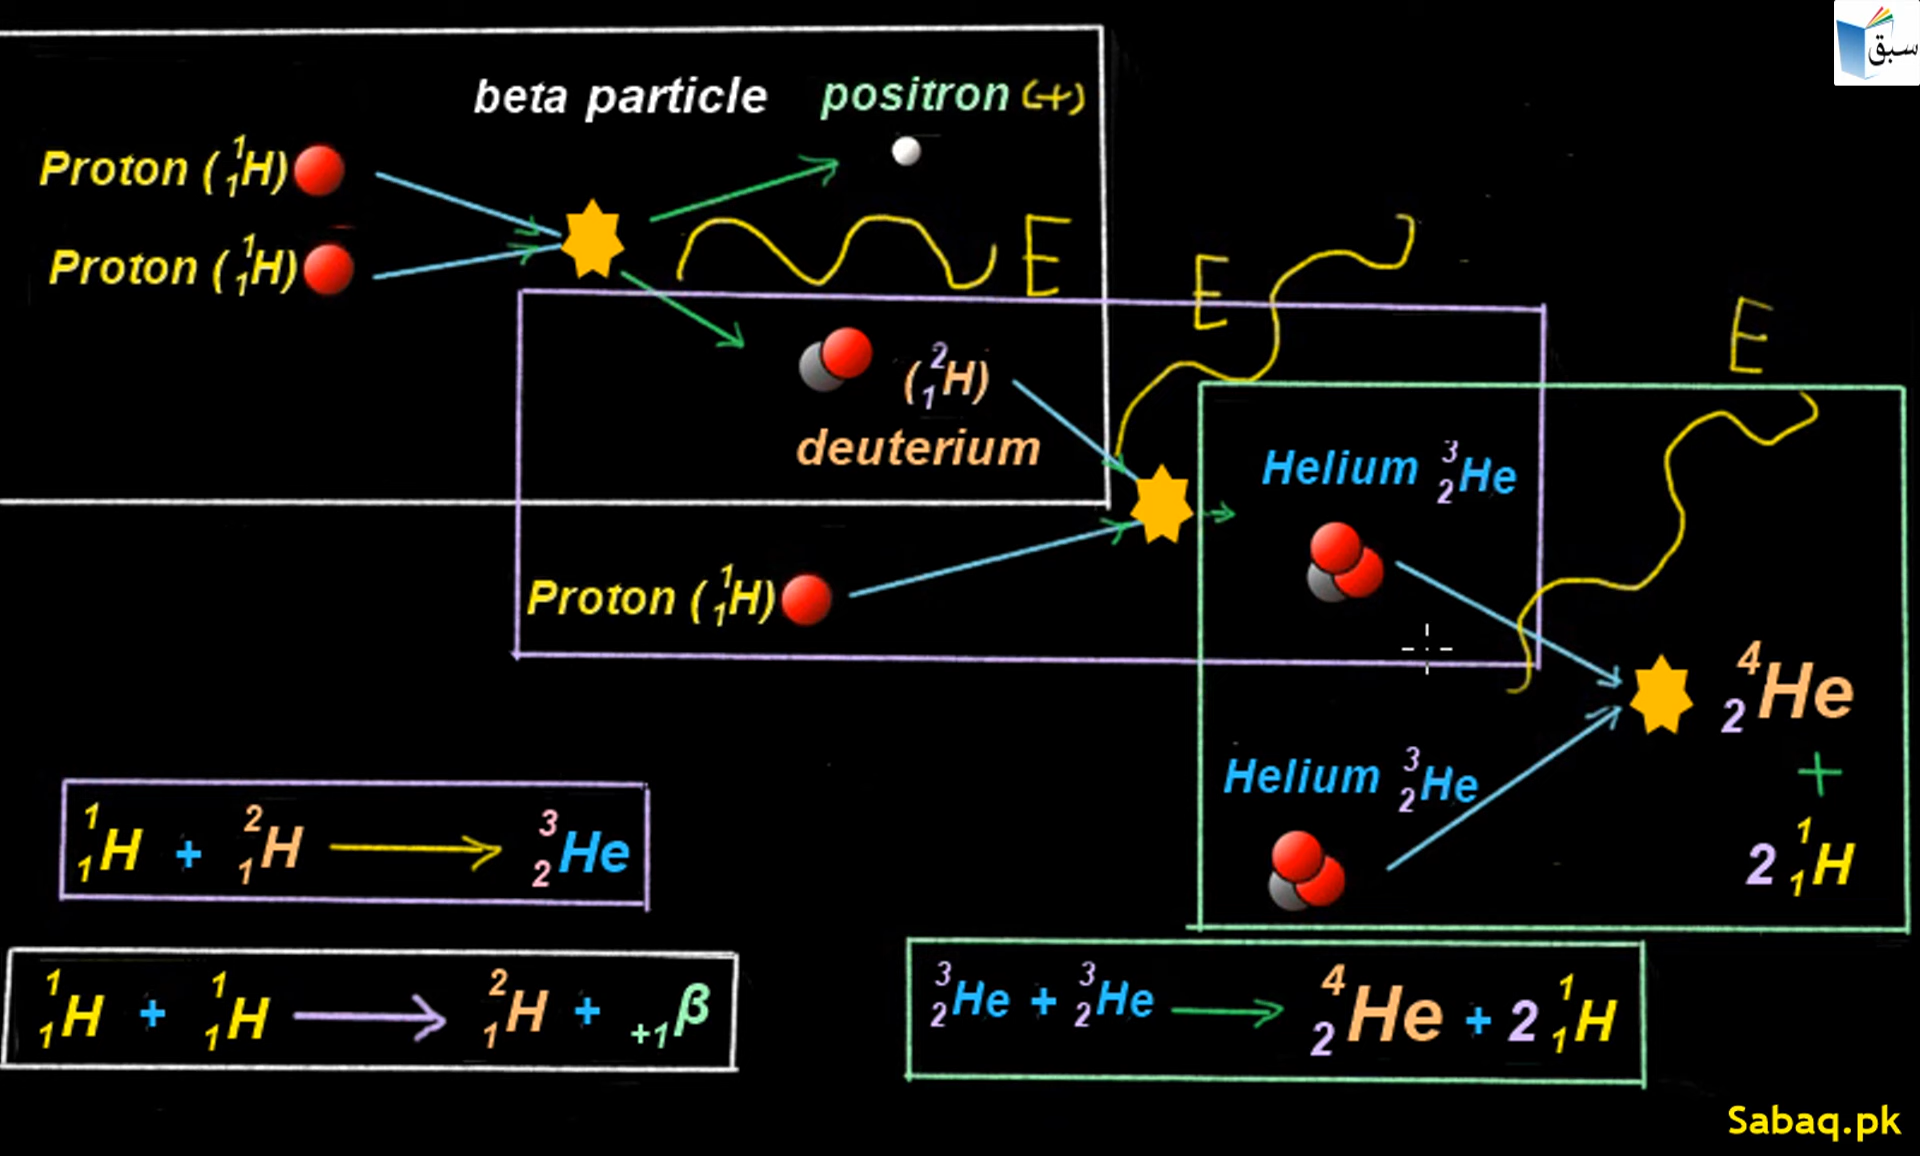 سبق
beta particle positron (+)
Proton (¹₁H)
Proton (¹₁H)
E
E
E
(²₁H)
deuterium
Helium ³₂He
Proton (¹₁H)
⁴₂He
+
2 ¹₁H
Helium ³₂He
¹₁H + ²₁H → ³₂He
¹₁H + ¹₁H → ²₁H + ₊₁β
³₂He + ³₂He → ⁴₂He + 2 ¹₁H
Sabaq.pk